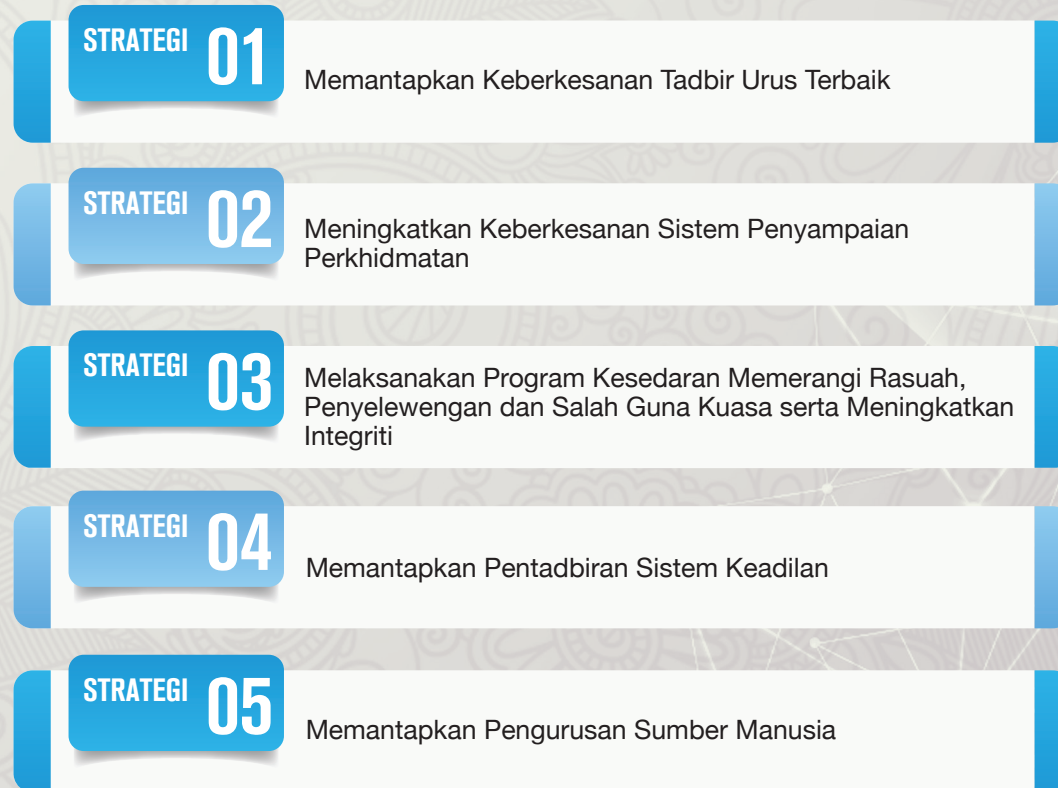 STRATEGI 01
Memantapkan Keberkesanan Tadbir Urus Terbaik
STRATEGI 02
Meningkatkan Keberkesanan Sistem Penyampaian
Perkhidmatan
STRATEGI 03
Melaksanakan Program Kesedaran Memerangi Rasuah,
Penyelewengan dan Salah Guna Kuasa serta Meningkatkan
Integriti
STRATEGI 04
Memantapkan Pentadbiran Sistem Keadilan
STRATEGI 05
Memantapkan Pengurusan Sumber Manusia